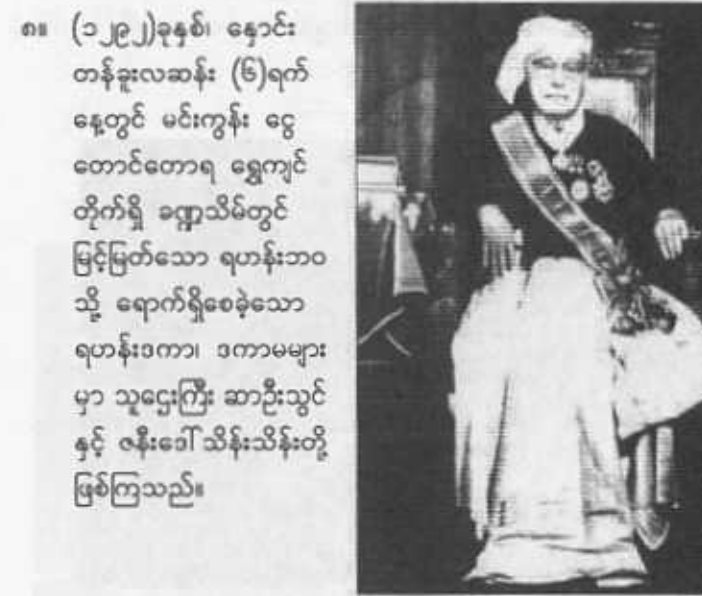 ၈။ (၁၂၉၂)ခုနှစ်၊ နှောင်း
တန်ခူးလဆန်း (၆)ရက်
နေ့တွင် မင်းကွန်း ငွေ
တောင်တောရ ရွှေကျင်
တိုက်ရှိ ခဏ္ဍသိမ်တွင်
မြင့်မြတ်သော ရဟန်းဘဝ
သို့ ရောက်ရှိစေခဲ့သော
ရဟန်းဒကာ၊ ဒကာမများ
မှာ သူဌေးကြီး ဆာဦးသွင်
နှင့် ဇနီးဒေါ်သိန်းသိန်းတို့
ဖြစ်ကြသည်။